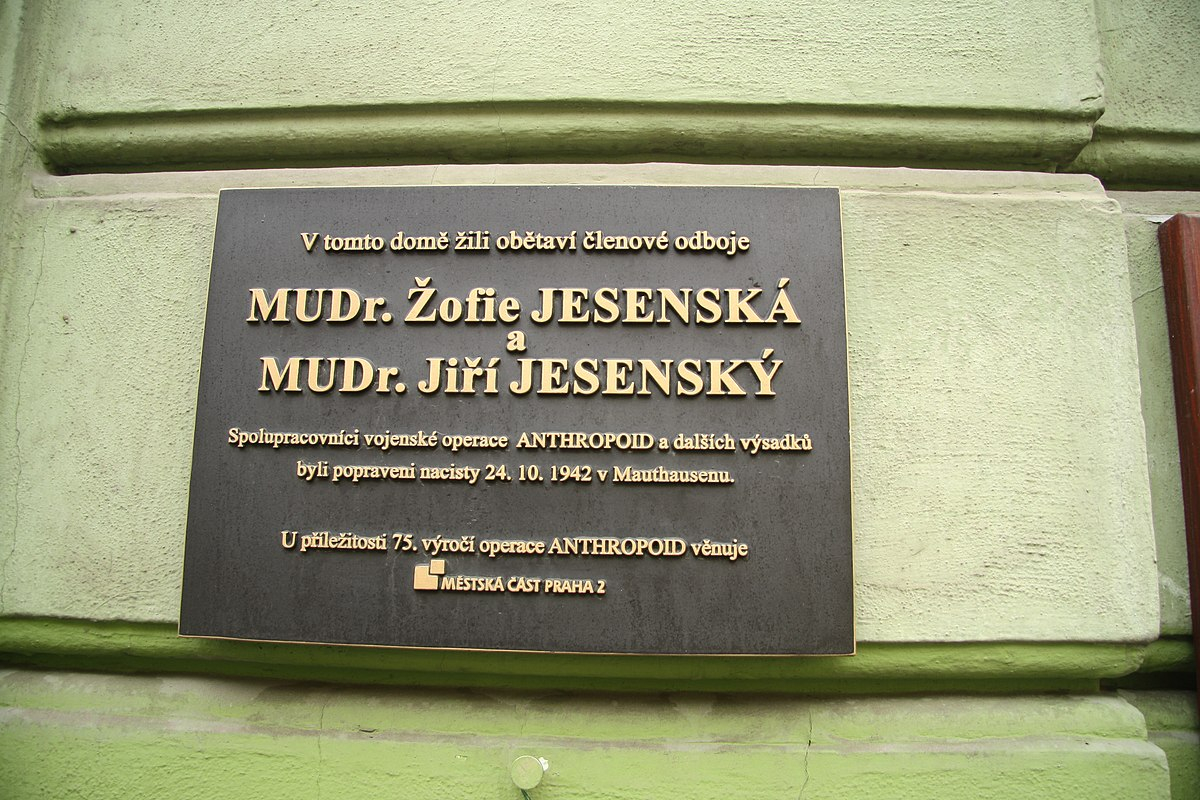 V tomto domě žili obětaví členové odboje
MUDr. Žofie JESENSKÁ
a
MUDr. Jiří JESENSKÝ
Spolupracovníci vojenské operace ANTHROPOID a dalších výsadků
byli popraveni nacisty 24. 10. 1942 v Mauthausenu.
U příležitosti 75. výročí operace ANTHROPOID věnuje
MĚSTSKÁ ČÁST PRAHA 2